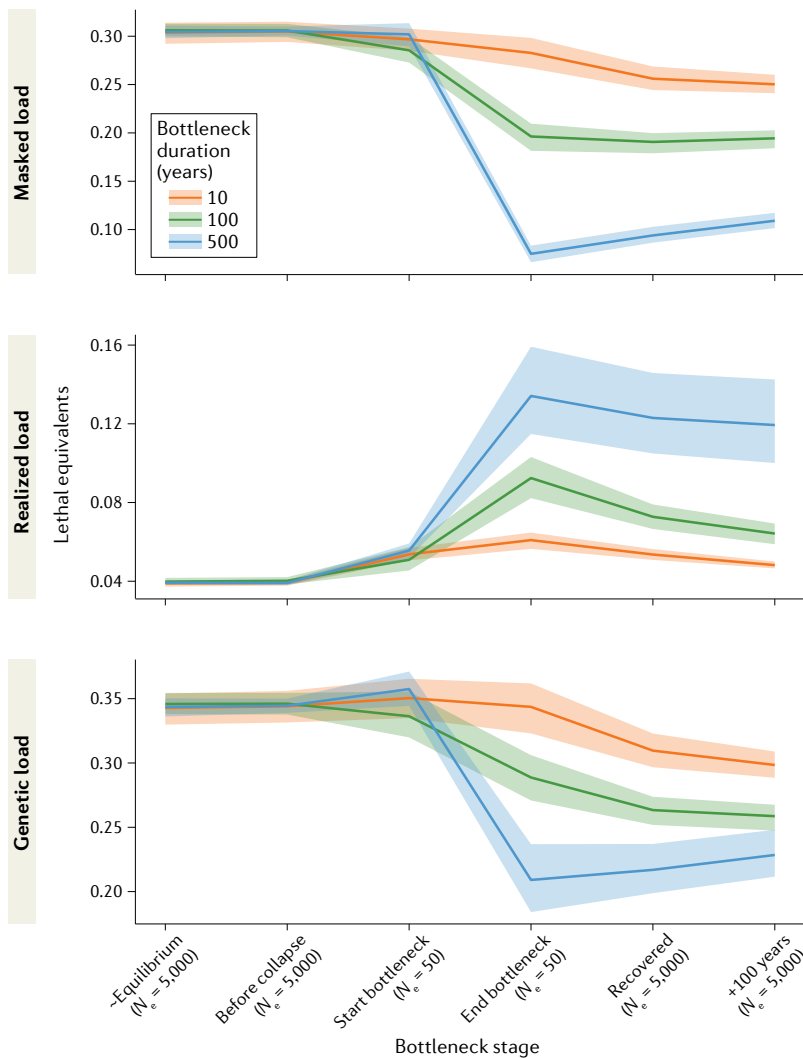 Masked load
0.30
0.25
0.20
0.15
0.10
Bottleneck
duration
(years)
10
100
500
Realized load
Lethal equivalents
0.16
0.12
0.08
0.04
Genetic load
0.35
0.30
0.25
0.20
~Equilibrium
(Ne = 5,000)
Before collapse
(Ne = 5,000)
Start bottleneck
(Ne = 50)
End bottleneck
(Ne = 50)
Recovered
(Ne = 5,000)
+100 years
(Ne = 5,000)
Bottleneck stage